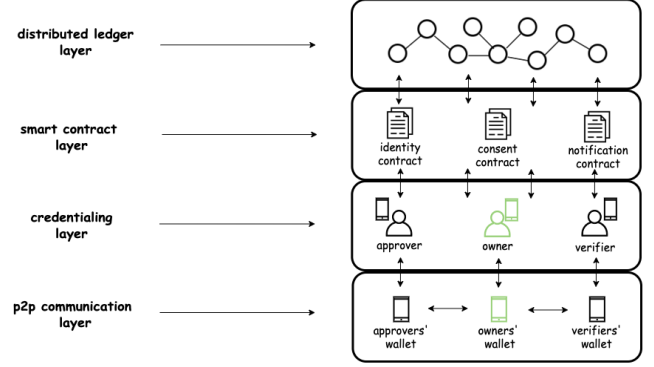 distributed ledger
layer
smart contract
layer
identity
contract
consent
contract
notification
contract
credentialing
layer
approver
owner
verifier
p2p communication
layer
approvers'
wallet
owners'
wallet
verifiers'
wallet